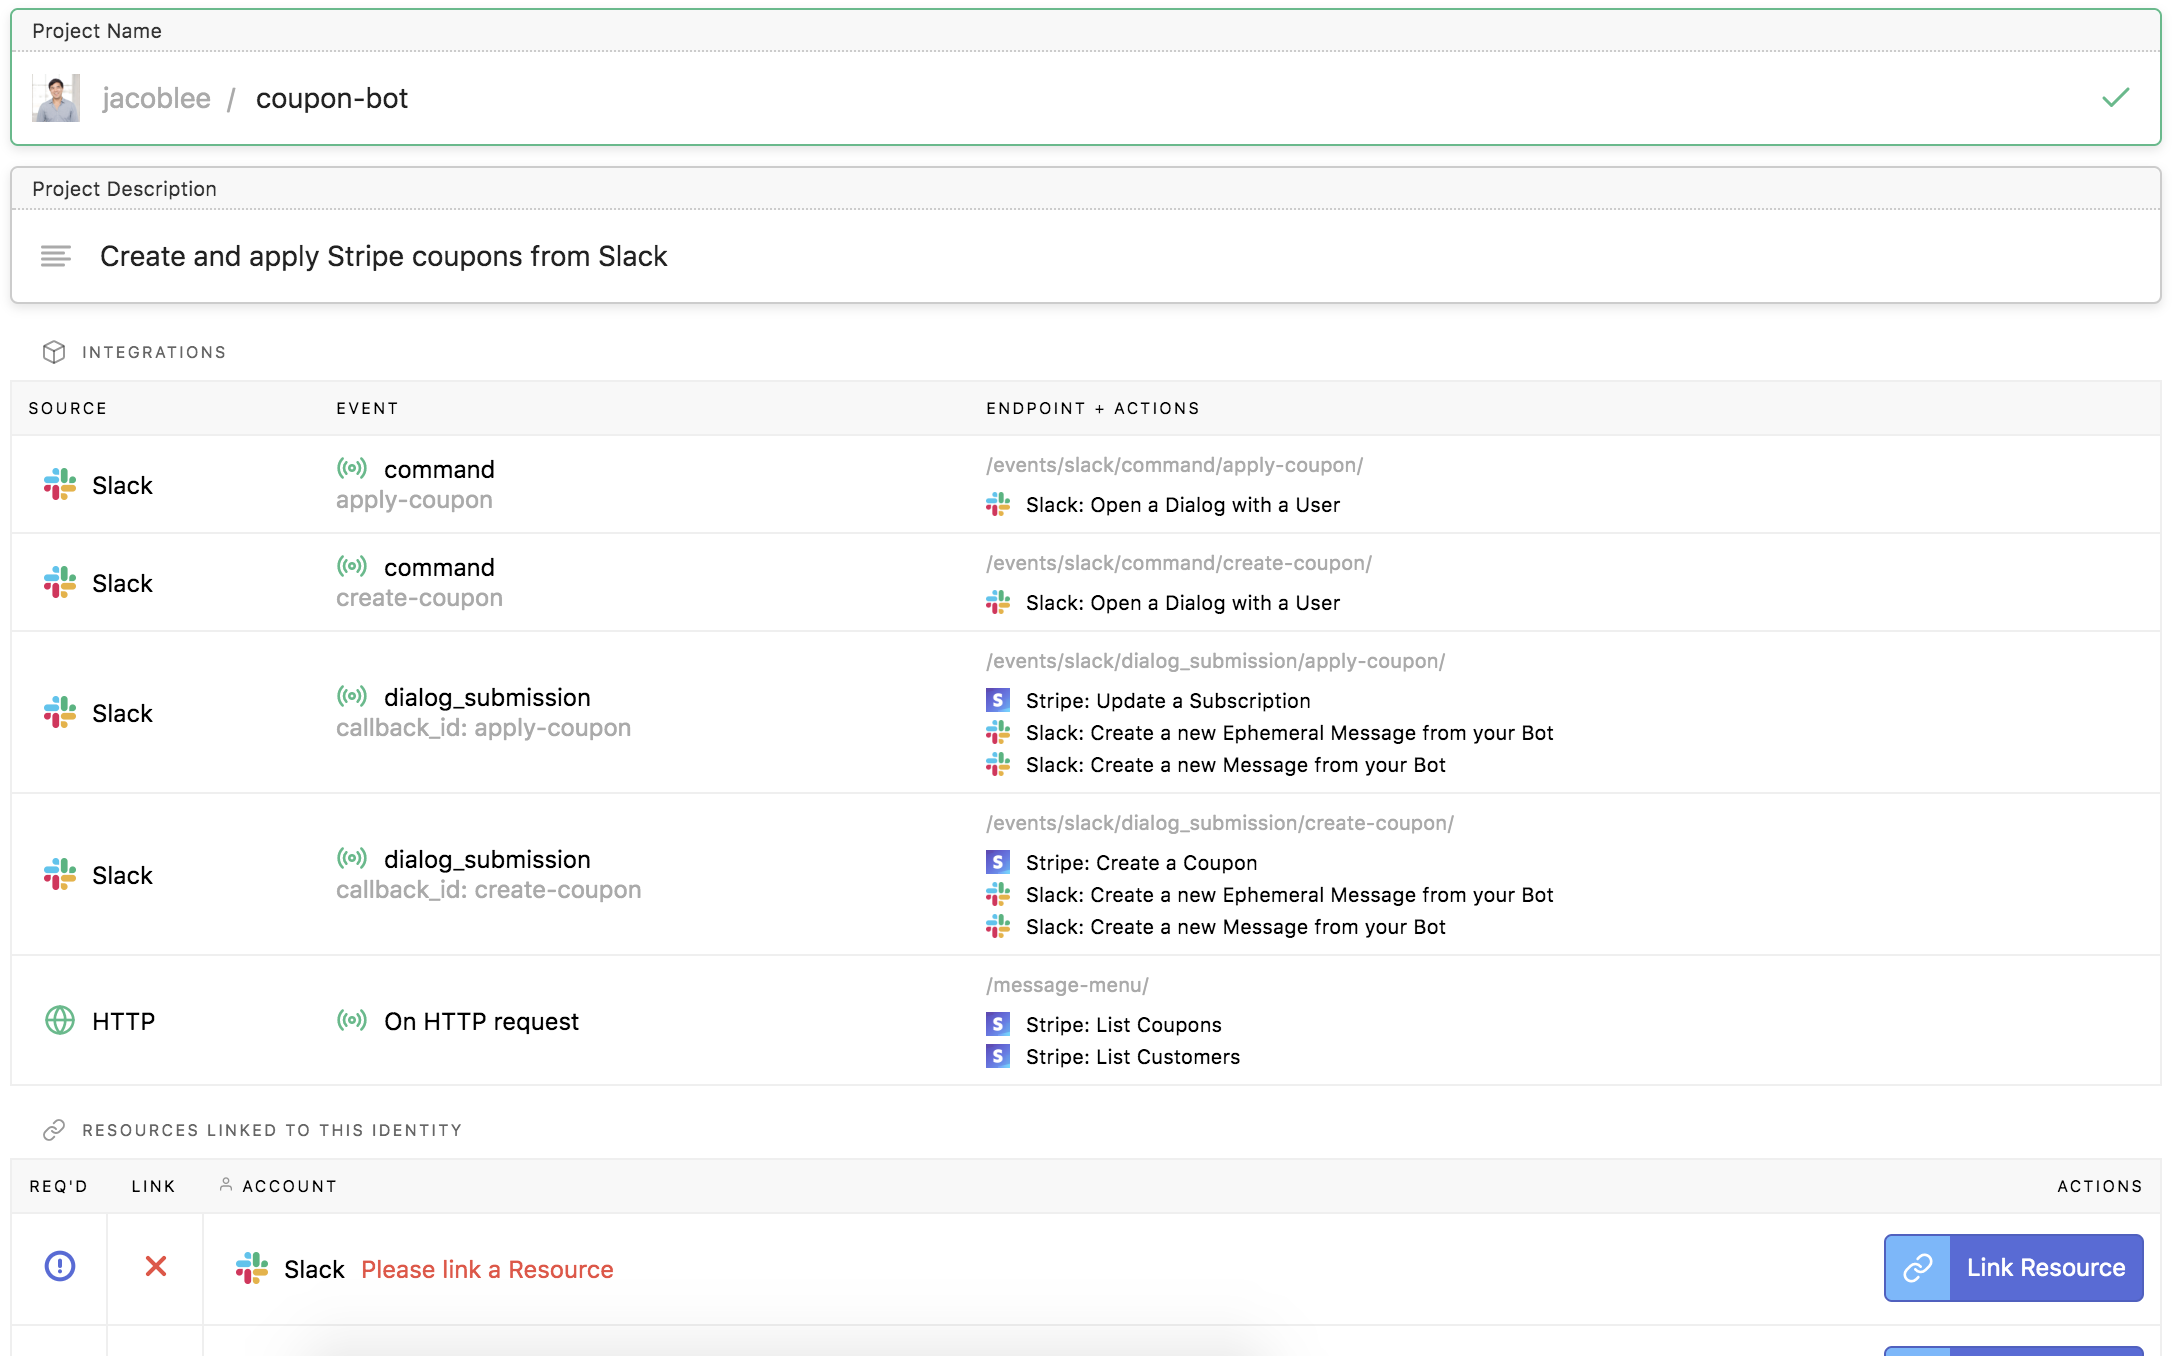 Project Name
jacoblee / coupon-bot
Project Description
Create and apply Stripe coupons from Slack
INTEGRATIONS
SOURCE EVENT ENDPOINT + ACTIONS
Slack
command
apply-coupon
/events/slack/command/apply-coupon/
Slack: Open a Dialog with a User
Slack
command
create-coupon
/events/slack/command/create-coupon/
Slack: Open a Dialog with a User
Slack
dialog_submission
callback_id: apply-coupon
/events/slack/dialog_submission/apply-coupon/
S Stripe: Update a Subscription
Slack: Create a new Ephemeral Message from your Bot
Slack: Create a new Message from your Bot
Slack
dialog_submission
callback_id: create-coupon
/events/slack/dialog_submission/create-coupon/
S Stripe: Create a Coupon
Slack: Create a new Ephemeral Message from your Bot
Slack: Create a new Message from your Bot
HTTP
On HTTP request
/message-menu/
S Stripe: List Coupons
S Stripe: List Customers
RESOURCES LINKED TO THIS IDENTITY
REQ'D LINK ACCOUNT ACTIONS
Slack Please link a Resource Link Resource